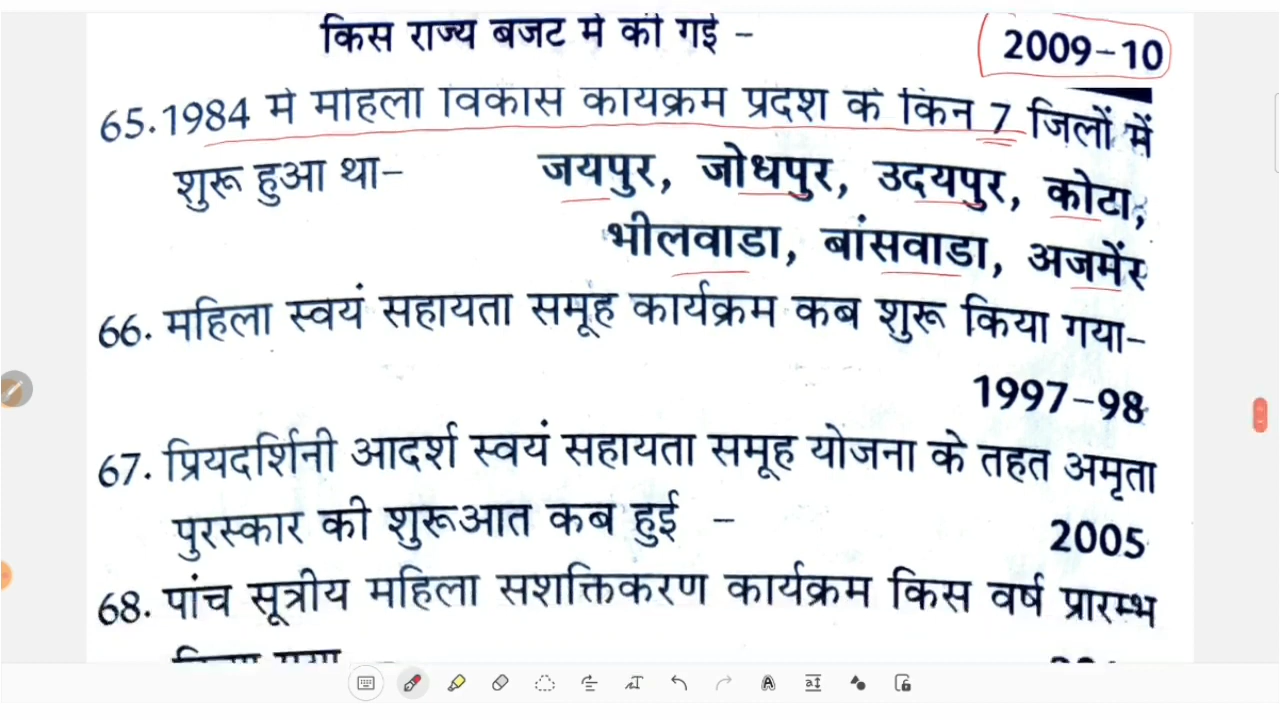 किस राज्य बजट में की गई -
2009-10
65. 1984 में महिला विकास कार्यक्रम प्रदेश के किन 7 जिलों में
शुरू हुआ था- जयपुर, जोधपुर, उदयपुर, कोटा,
भीलवाडा, बांसवाडा, अजमेंर
66. महिला स्वयं सहायता समूह कार्यक्रम कब शुरू किया गया-
1997-98
67. प्रियदर्शिनी आदर्श स्वयं सहायता समूह योजना के तहत अमृता
पुरस्कार की शुरूआत कब हुई - 2005
68. पांच सूत्रीय महिला सशक्तिकरण कार्यक्रम किस वर्ष प्रारम्भ